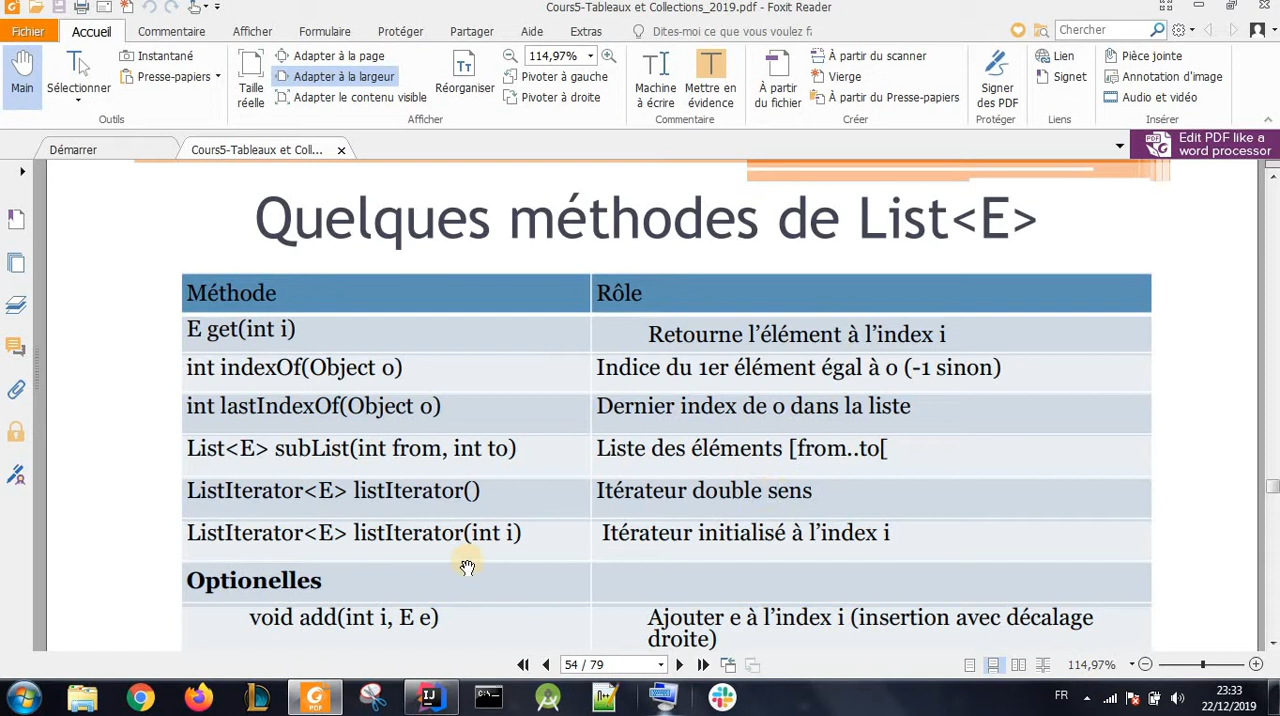 Cours5-Tableaux et Collections_2019.pdf - Foxit Reader
Fichier Accueil Commentaire Afficher Formulaire Protéger Partager Aide Extras Dites-moi ce que vous voulez f: Chercher
Main
Sélectionner
Instantané
Presse-papiers
Outils
Taille réelle
Adapter à la page
Adapter à la largeur
Adapter le contenu visible
Réorganiser
114,97%
Pivoter à gauche
Pivoter à droite
Afficher
Machine à écrire
Mettre en évidence
Commentaire
À partir du fichier
À partir du scanner
Vierge
À partir du Presse-papiers
Créer
Signer des PDF
Protéger
Lien
Signet
Liens
Pièce jointe
Annotation d'image
Audio et vidéo
Insérer
Démarrer
Cours5-Tableaux et Coll...
Edit PDF like a
word processor
Quelques méthodes de List<E>
Méthode Rôle
E get(int i) Retourne l'élément à l'index i
int indexOf(Object o) Indice du 1er élément égal à o (-1 sinon)
int lastIndexOf(Object o) Dernier index de o dans la liste
List<E> subList(int from, int to) Liste des éléments [from..to[
ListIterator<E> listIterator() Itérateur double sens
ListIterator<E> listIterator(int i) Itérateur initialisé à l'index i
Optionelles
void add(int i, E e) Ajouter e à l'index i (insertion avec décalage
droite)
54 / 79
114,97%
PDF
FR
23:33
22/12/2019